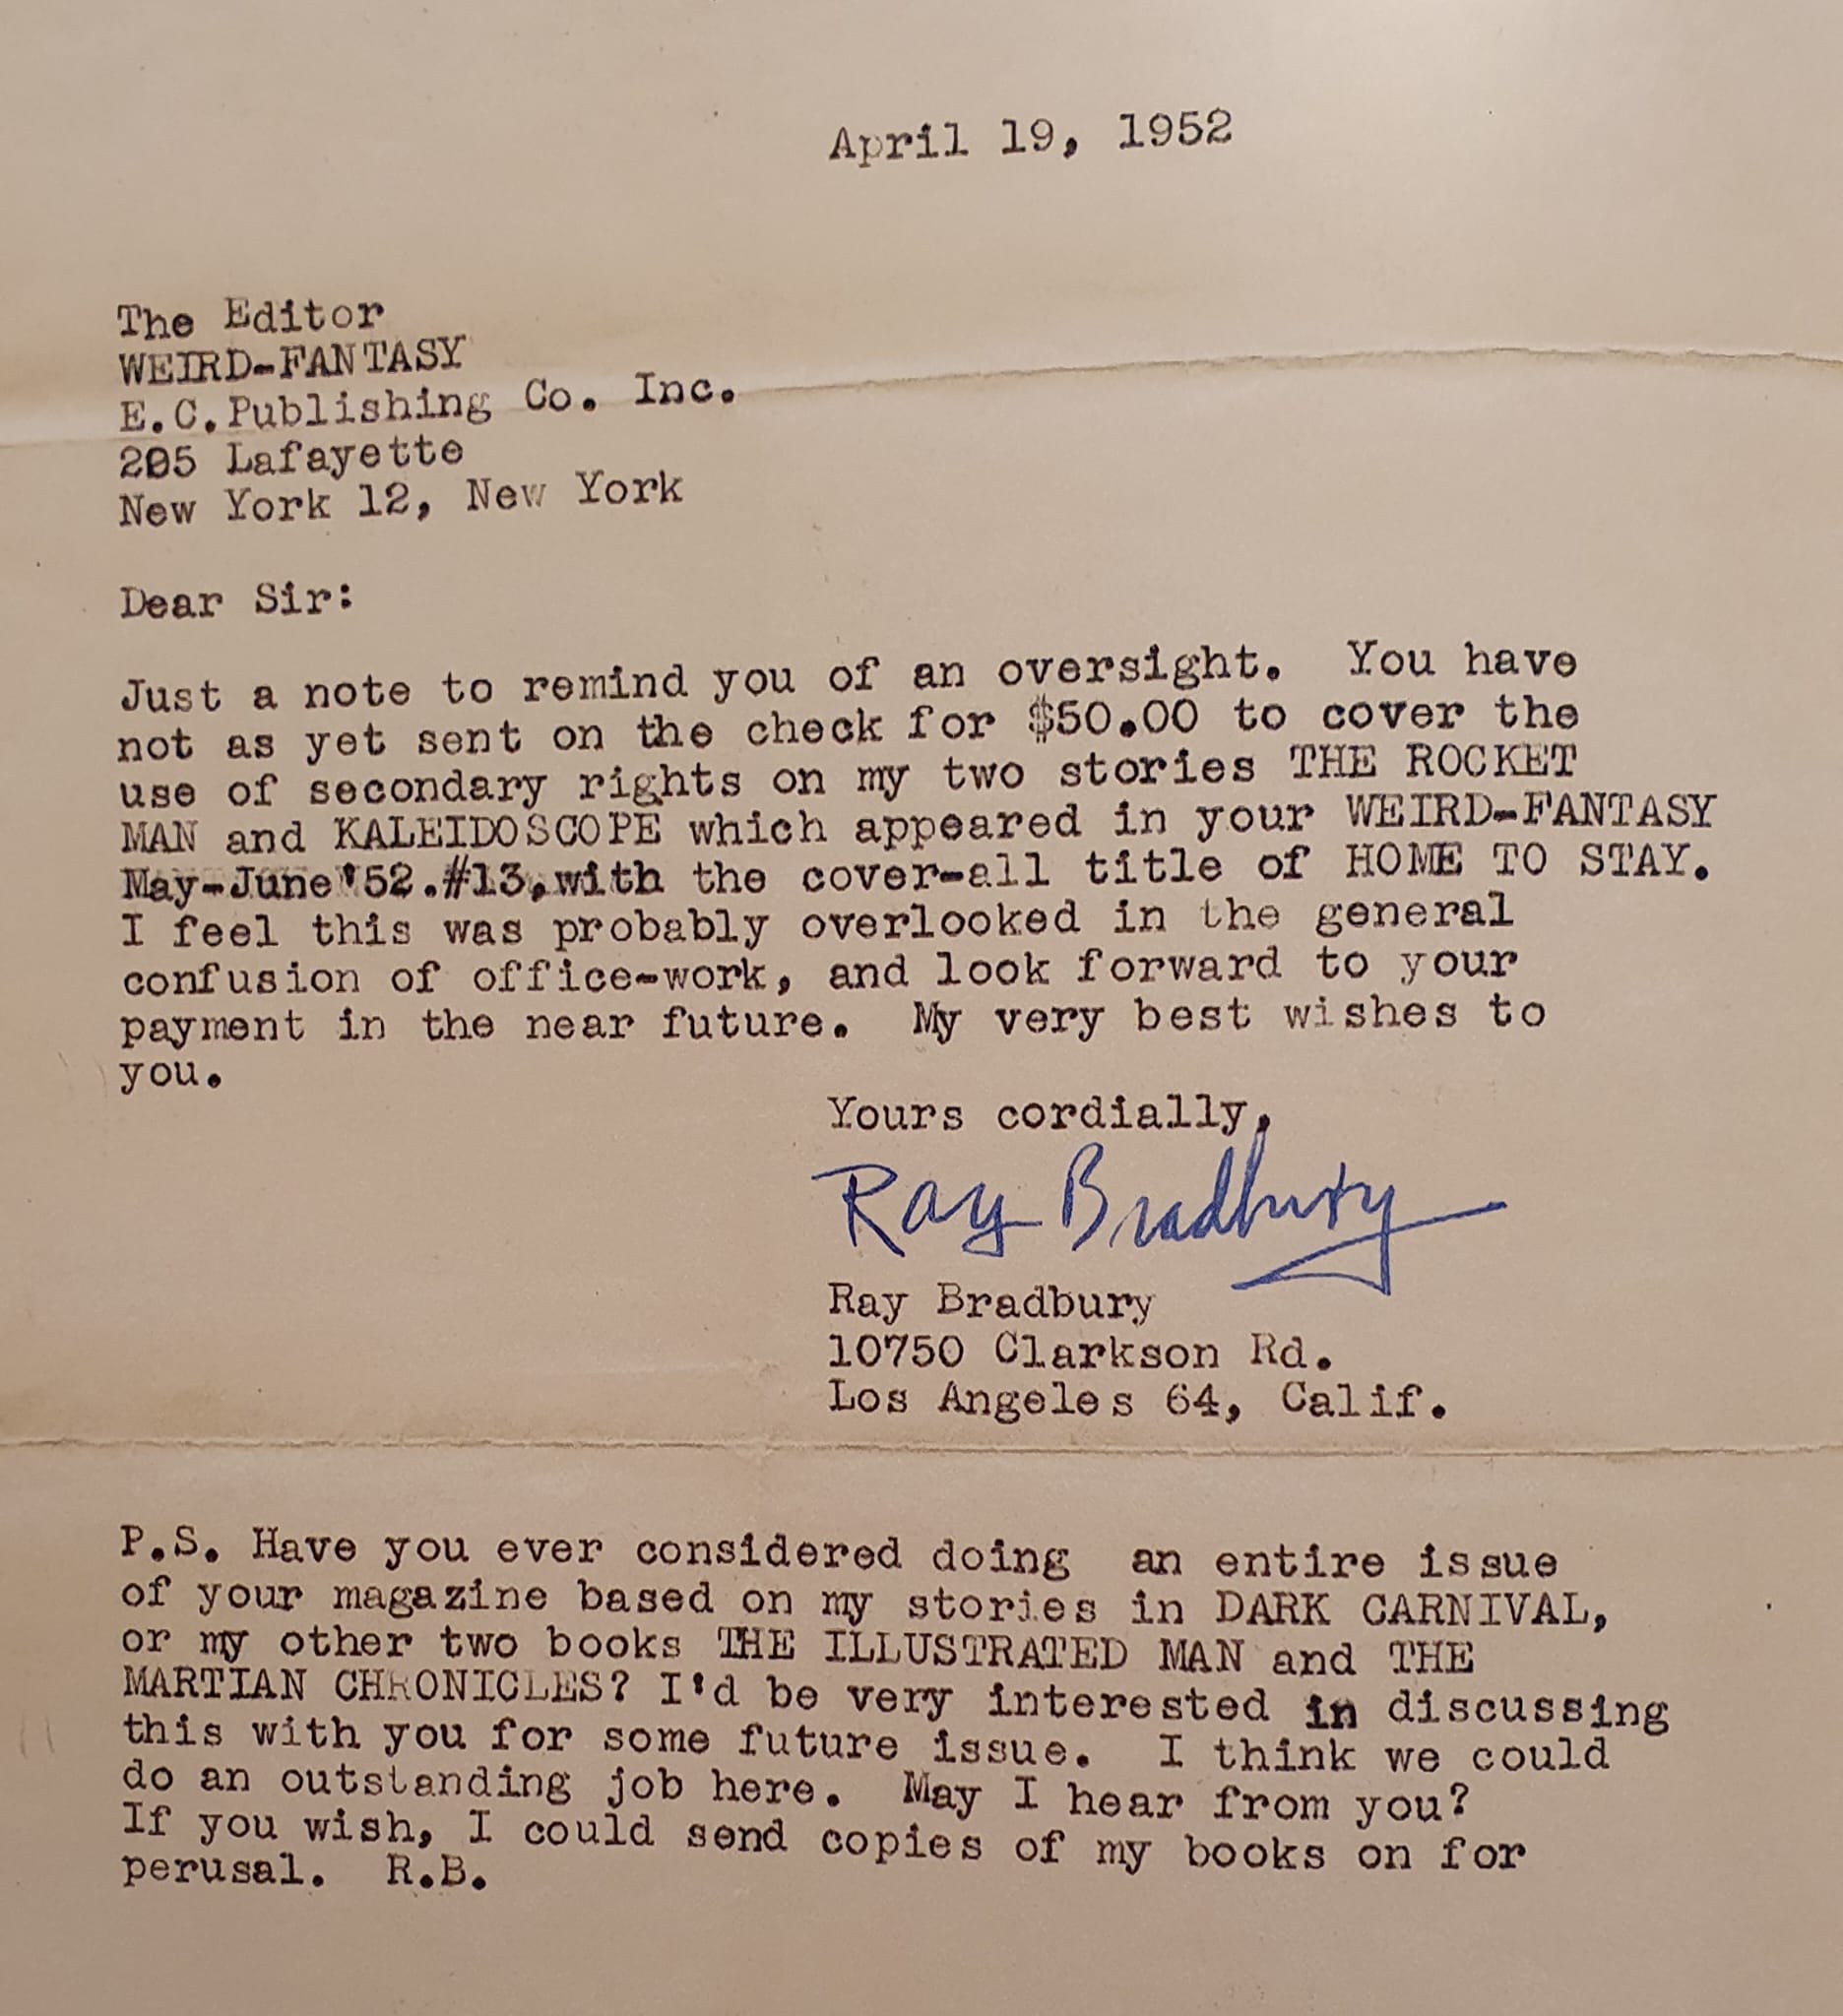 April 19, 1952
The Editor
WEIRD-FANTASY
E.C.Publishing Co. Inc.
205 Lafayette
New York 12, New York
Dear Sir:
Just a note to remind you of an oversight. You have
not as yet sent on the check for $50.00 to cover the
use of secondary rights on my two stories THE ROCKET
MAN and KALEIDOSCOPE which appeared in your WEIRD-FANTASY
May-June '52.#13,with the cover-all title of HOME TO STAY.
I feel this was probably overlooked in the general
confusion of office-work, and look forward to your
payment in the near future. My very best wishes to
you.
Yours cordially,
Ray Bradbury
Ray Bradbury
10750 Clarkson Rd.
Los Angeles 64, Calif.
P.S. Have you ever considered doing an entire issue
of your magazine based on my stories in DARK CARNIVAL,
or my other two books THE ILLUSTRATED MAN and THE
MARTIAN CHRONICLES? I'd be very interested in discussing
this with you for some future issue. I think we could
do an outstanding job here. May I hear from you?
If you wish, I could send copies of my books on for
perusal. R.B.